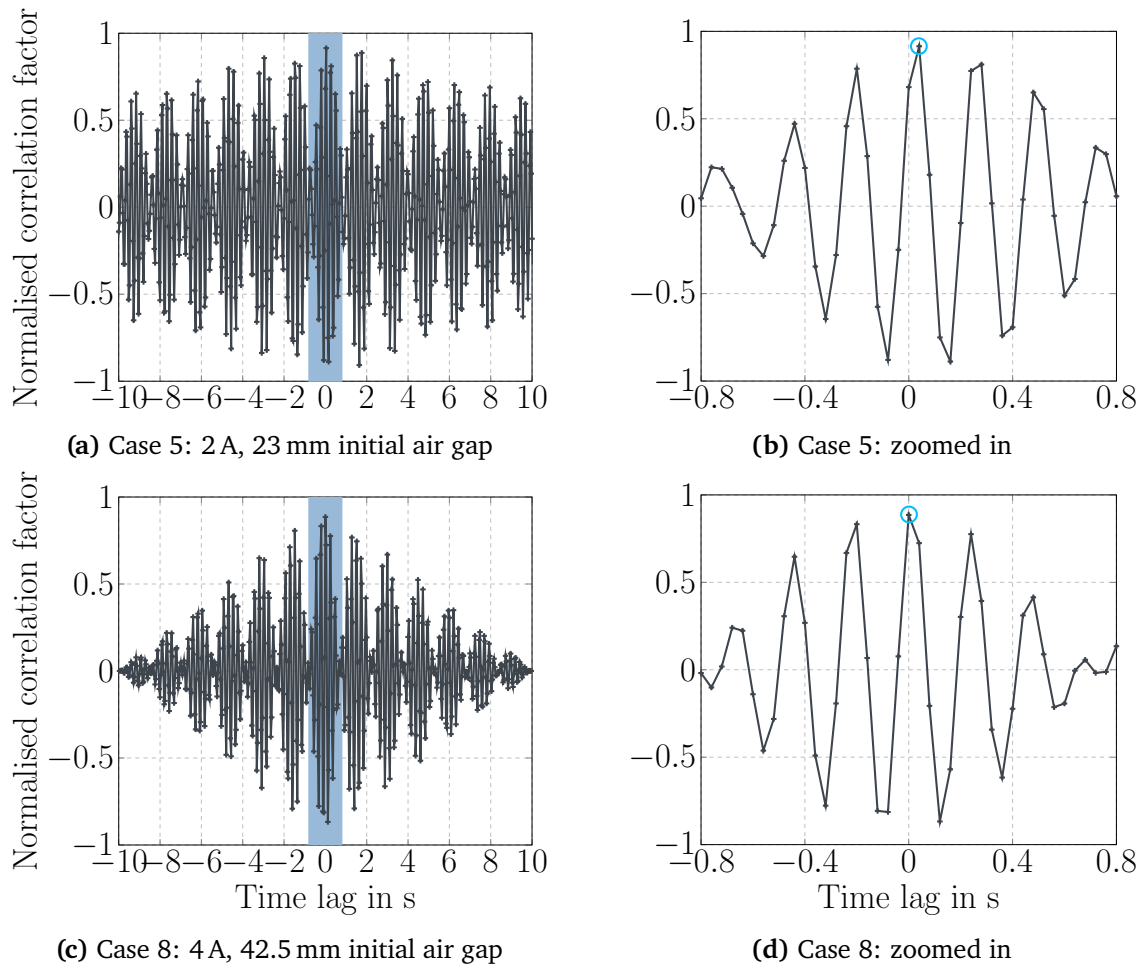 Normalised correlation factor
1
0.5
0
−0.5
−1
−10 −8 −6 −4 −2 0 2 4 6 8 10
(a) Case 5: 2 A, 23 mm initial air gap
1
0.5
0
−0.5
−1
−0.8 −0.4 0 0.4 0.8
(b) Case 5: zoomed in
Normalised correlation factor
1
0.5
0
−0.5
−1
−10 −8 −6 −4 −2 0 2 4 6 8 10
Time lag in s
(c) Case 8: 4 A, 42.5 mm initial air gap
1
0.5
0
−0.5
−1
−0.8 −0.4 0 0.4 0.8
Time lag in s
(d) Case 8: zoomed in